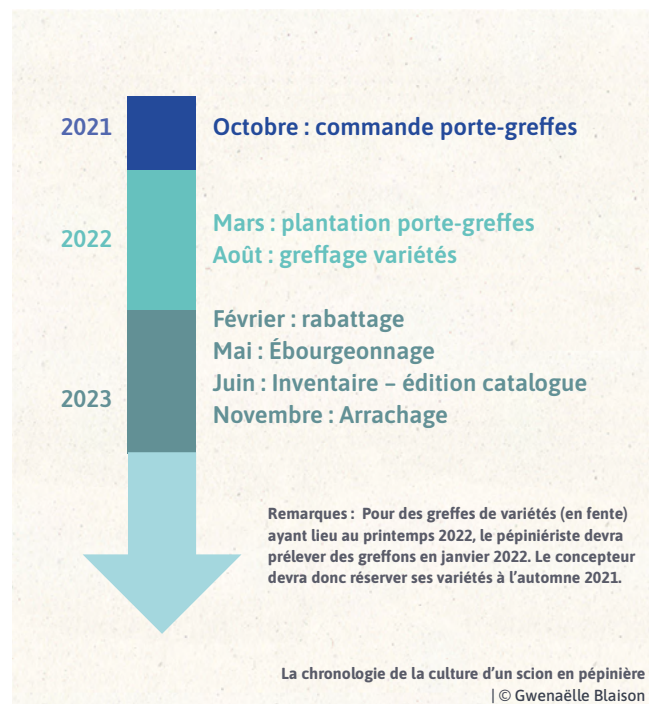 2021
Octobre : commande porte-greffes
2022
Mars : plantation porte-greffes
Août : greffage variétés
2023
Février : rabattage
Mai : Ébourgeonnage
Juin : Inventaire – édition catalogue
Novembre : Arrachage
Remarques : Pour des greffes de variétés (en fente)
ayant lieu au printemps 2022, le pépiniériste devra
prélever des greffons en janvier 2022. Le concepteur
devra donc réserver ses variétés à l’automne 2021.
La chronologie de la culture d’un scion en pépinière
| © Gwenaëlle Blaison